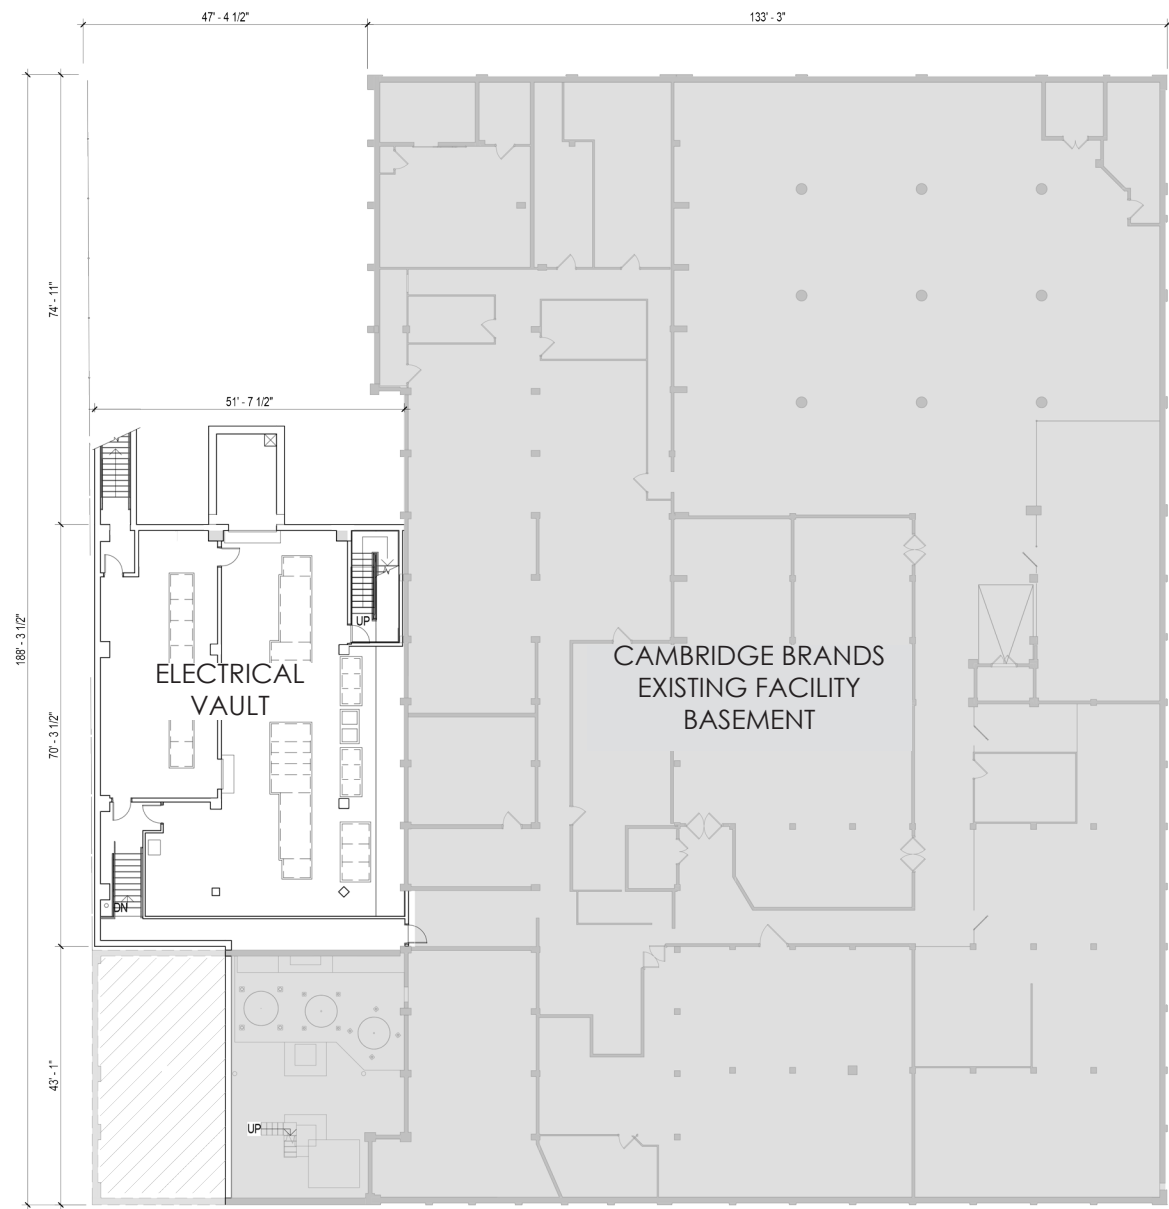 47' - 4 1/2"
133' - 3"
74' - 11"
51' - 7 1/2"
188' - 3 1/2"
UP
ELECTRICAL
VAULT
CAMBRIDGE BRANDS
EXISTING FACILITY
BASEMENT
70' - 3 1/2"
DN
43' - 1"
UP